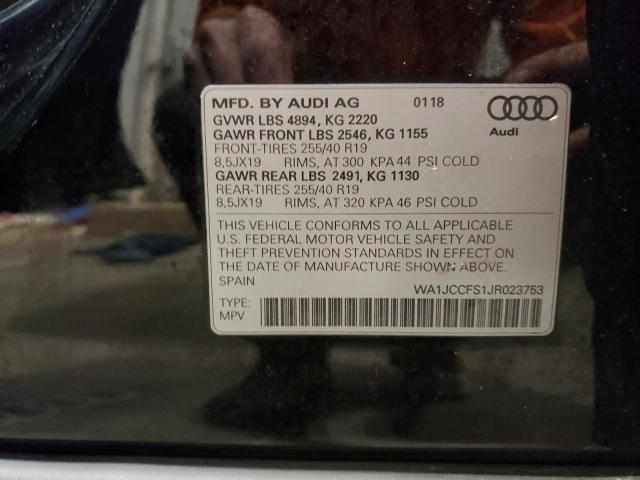 MFD. BY AUDI AG 0118
GVWR LBS 4894, KG 2220
GAWR FRONT LBS 2546, KG 1155
FRONT-TIRES 255/40 R19
8,5JX19 RIMS, AT 300 KPA 44 PSI COLD
GAWR REAR LBS 2491, KG 1130
REAR-TIRES 255/40 R19
8,5JX19 RIMS, AT 320 KPA 46 PSI COLD
Audi
THIS VEHICLE CONFORMS TO ALL APPLICABLE
U.S. FEDERAL MOTOR VEHICLE SAFETY AND
THEFT PREVENTION STANDARDS IN EFFECT ON
THE DATE OF MANUFACTURE SHOWN ABOVE.
SPAIN
WA1JCCFS1JR023753
TYPE:
MPV